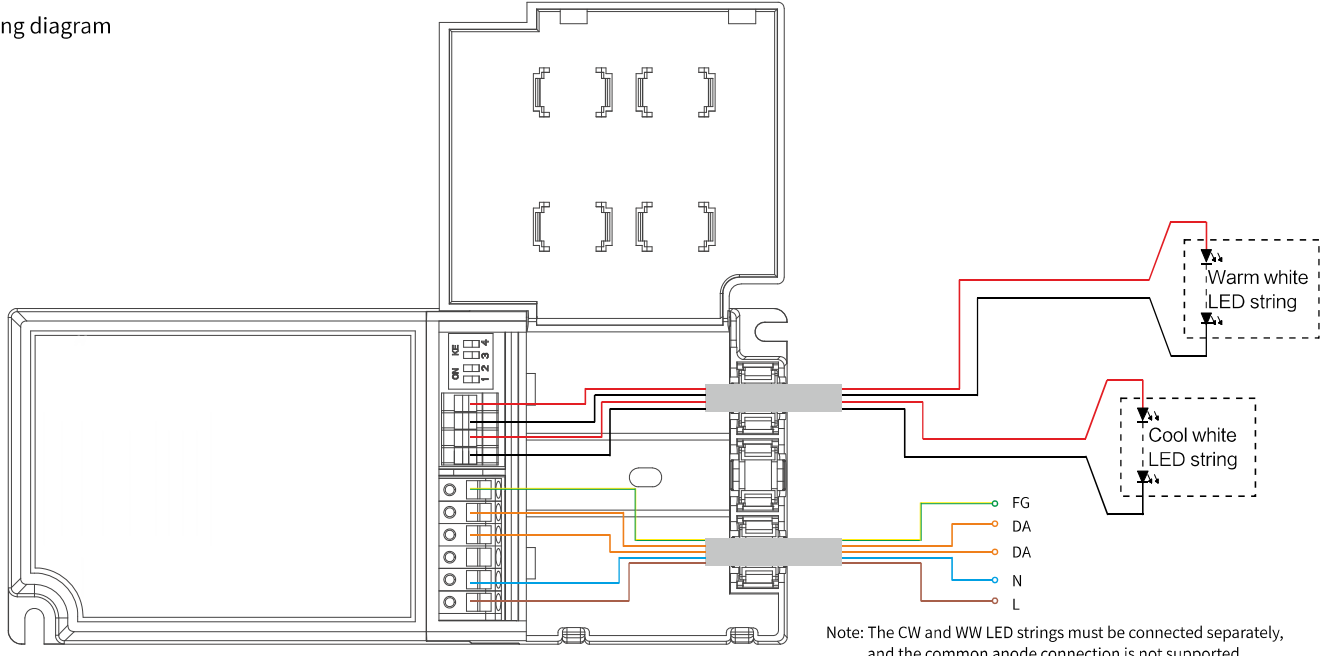 ng diagram
ON KE
1 2 3 4
Warm white
LED string
Cool white
LED string
FG
DA
DA
N
L
Note: The CW and WW LED strings must be connected separately,
and the common anode connection is not supported